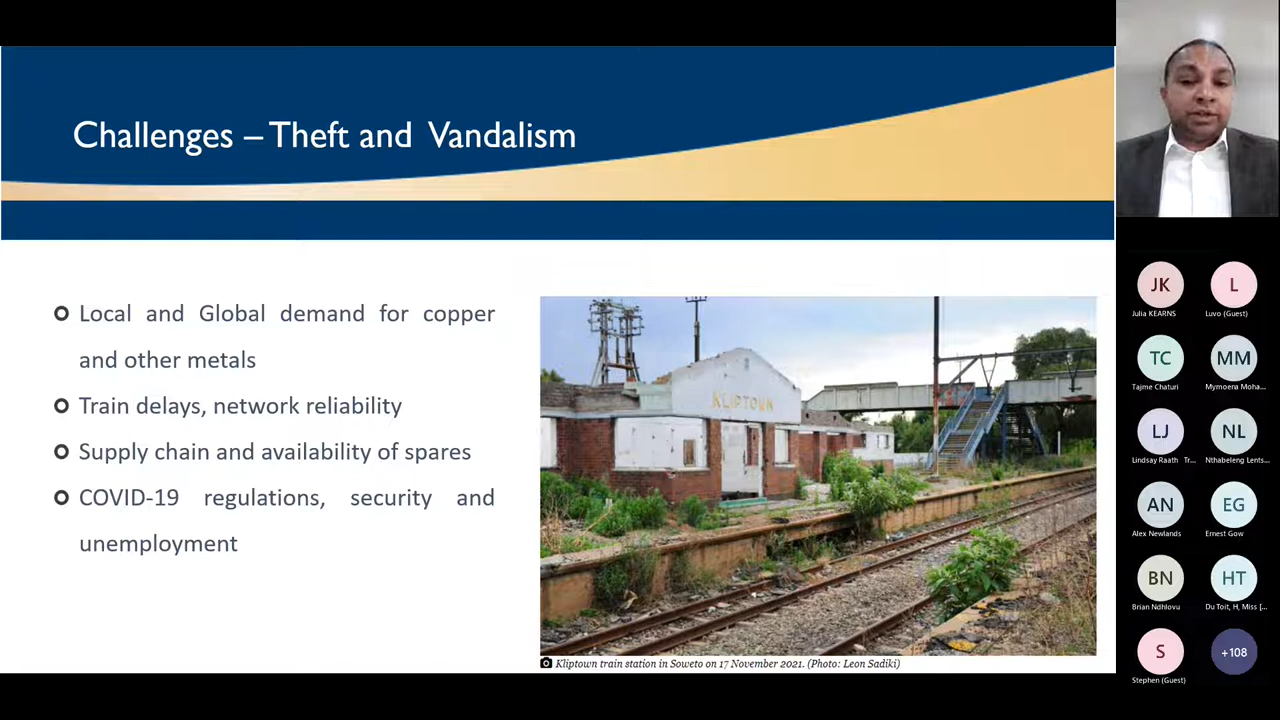 Challenges – Theft and Vandalism
Local and Global demand for copper
and other metals
Train delays, network reliability
Supply chain and availability of spares
COVID-19 regulations, security and
unemployment
KLIPTOWN
Kliptown train station in Soweto on 17 November 2021. (Photo: Leon Sadiki)
JK
Julia KEARNS
L
Luvo (Guest)
TC
Tajme Chaturi
MM
Mymoena Moha...
LJ
Lindsay Raath Tr...
NL
Nthabeleng Lents...
AN
Alex Newlands
EG
Ernest Gow
BN
Brian Ndhlovu
HT
Du Toit, H, Miss [...
S
Stephen (Guest)
+108